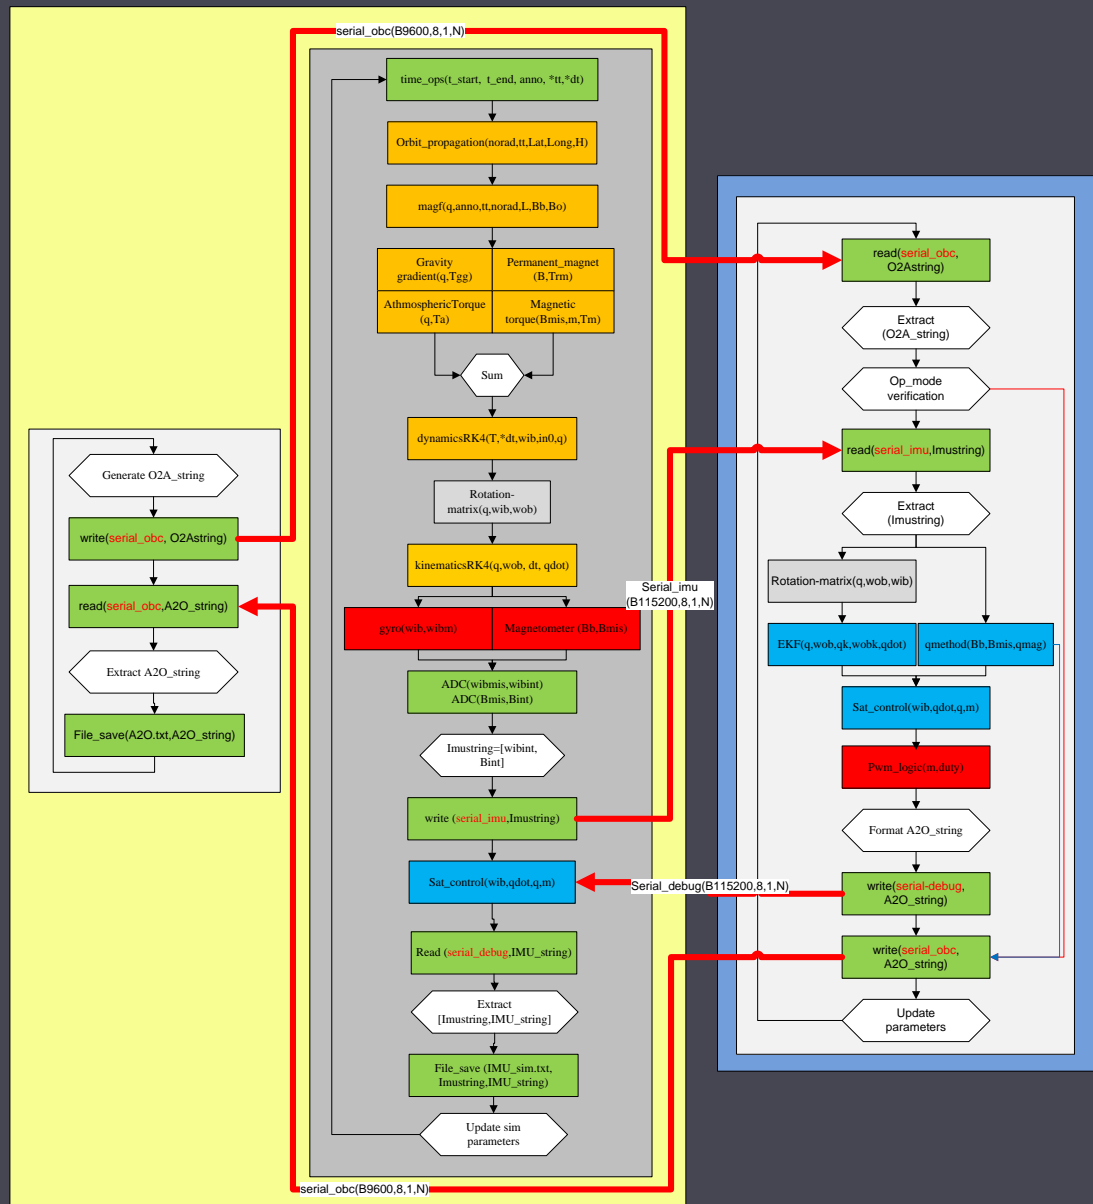 serial_obc(B9600,8,1,N)
time_ops(t_start, t_end, anno, *tt,*dt)
Orbit_propagation(norad,tt,Lat,Long,H)
magf(q,anno,tt,norad,L,Bb,Bo)
Gravity
gradient(q,Tgg)
Permanent_magnet
(B,Trm)
AthmosphericTorque
(q,Ta)
Magnetic
torque(Bmis,m,Tm)
Sum
dynamicsRK4(T,*dt,wib,in0,q)
Rotation-
matrix(q,wib,wob)
kinematicsRK4(q,wob, dt, qdot)
gyro(wib,wibm)
Magnetometer (Bb,Bmis)
ADC(wibmis,wibint)
ADC(Bmis,Bint)
Imustring=[wibint,
Bint]
write (serial_imu,Imustring)
Sat_control(wib,qdot,q,m)
Read (serial_debug,IMU_string)
Extract
[Imustring,IMU_string]
File_save (IMU_sim.txt,
Imustring,IMU_string)
Update sim
parameters
serial_obc(B9600,8,1,N)
Generate O2A_string
write(serial_obc, O2Astring)
read(serial_obc,A2O_string)
Extract A2O_string
File_save(A2O.txt,A2O_string)
Serial_imu
(B115200,8,1,N)
Serial_debug(B115200,8,1,N)
read(serial_obc,
O2Astring)
Extract
(O2A_string)
Op_mode
verification
read(serial_imu,Imustring)
Extract
(Imustring)
Rotation-matrix(q,wob,wib)
EKF(q,wob,qk,wobk,qdot)
qmethod(Bb,Bmis,qmag)
Sat_control(wib,qdot,q,m)
Pwm_logic(m,duty)
Format A2O_string
write(serial-debug,
A2O_string)
write(serial_obc,
A2O_string)
Update
parameters